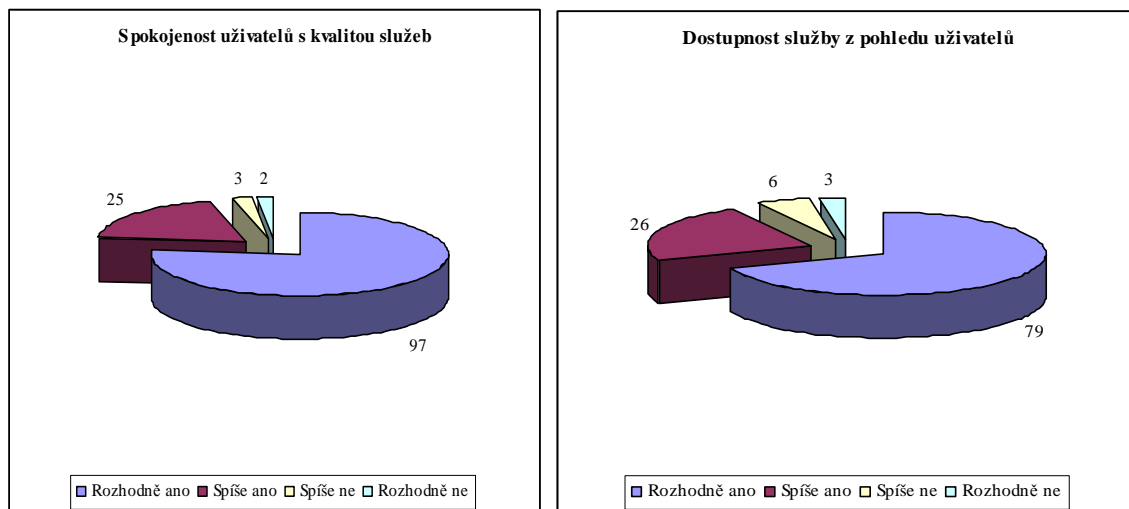 Spokojenost uživatelů s kvalitou služeb
3 2
25
97
Rozhodně ano Spíše ano Spíše ne Rozhodně ne
Dostupnost služby z pohledu uživatelů
6 3
26
79
Rozhodně ano Spíše ano Spíše ne Rozhodně ne